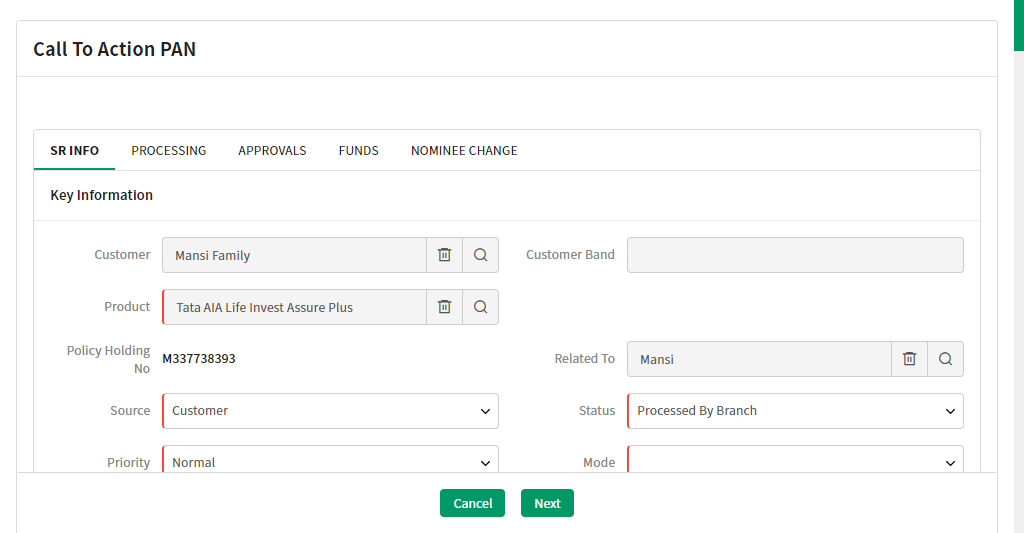 Call To Action PAN
SR INFO PROCESSING APPROVALS FUNDS NOMINEE CHANGE
Key Information
Customer Mansi Family Customer Band
Product Tata AIA Life Invest Assure Plus
Policy Holding No M337738393 Related To Mansi
Source Customer Status Processed By Branch
Priority Normal Mode
Cancel Next